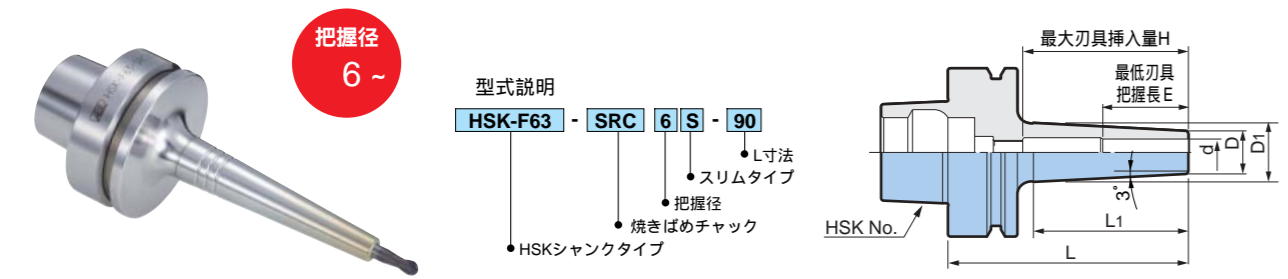 把握径
6 ~
HSK-F63
型式説明
HSK-F63 - SRC 6 S - 90
L寸法
スリムタイプ
把握径
焼きばめチャック
HSKシャンクタイプ
最大刃具挿入量H
最低刃具
把握長E
d
D
D1
3°
L1
HSK No.
L